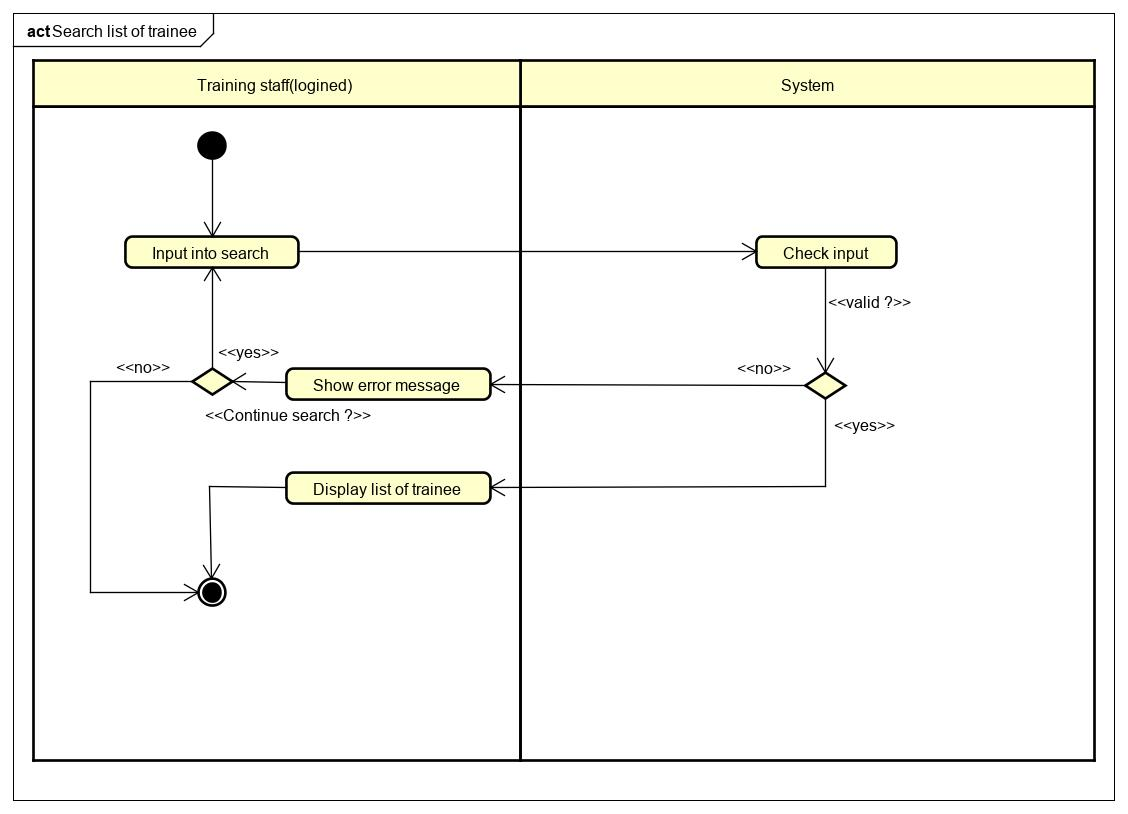 act Search list of trainee
Training staff(logined)
System
Input into search
Check input
<<valid ?>>
<<yes>>
<<no>>
<<no>>
Show error message
<<Continue search ?>>
<<yes>>
Display list of trainee